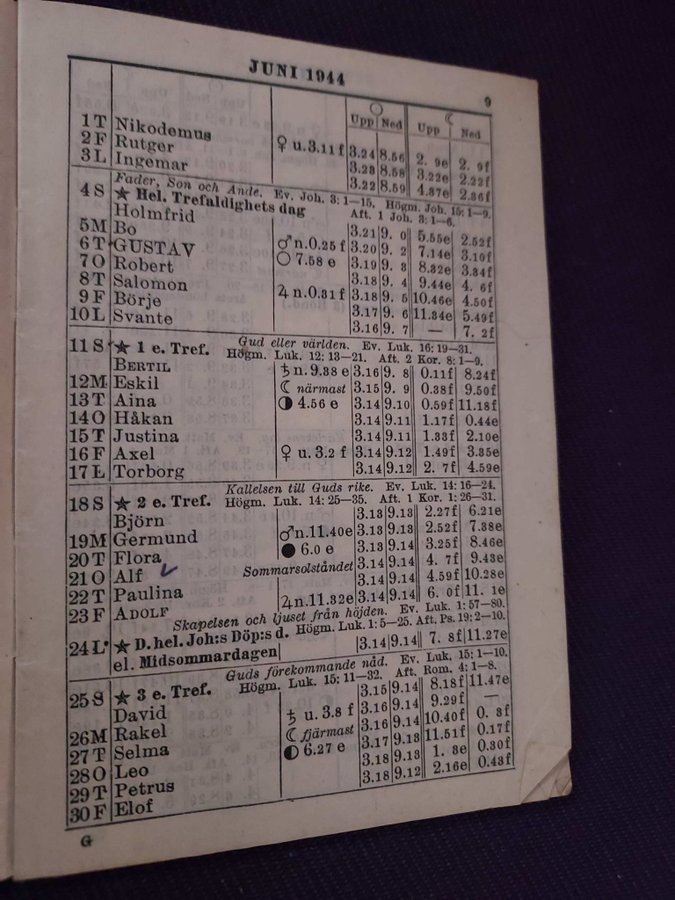 JUNI 1944
9
○ ☾
Upp Ned Upp Ned
1 T Nikodemus ♀ u. 3.11 f 3.24 8.56 2. 9e 2. 9f
2 F Rutger 3.23 8.58 3.22e 2.22f
3 L Ingemar 3.22 8.59 4.37e 2.36f
Fader, Son och Ande. Ev. Joh. 3: 1—15. Högm. Joh. 15: 1—9.
4 S ★ Hel. Trefaldighets dag Aft. 1 Joh. 3: 1—6.
Holmfrid 3.21 9. 0 5.55e 2.52f
5 M Bo ♂ n. 0.25 f 3.20 9. 2 7.14e 3.10f
6 T GUSTAV ○ 7.58 e 3.19 9. 3 8.32e 3.34f
7 O Robert 3.18 9. 4 9.44e 4. 6f
8 T Salomon ♃ n. 0.31 f 3.18 9. 5 10.46e 4.50f
9 F Börje 3.17 9. 6 11.34e 5.49f
10 L Svante 3.16 9. 7 — 7. 2f
Gud eller världen. Ev. Luk. 16: 19—31.
11 S ★ 1 e. Tref. Högm. Luk. 12: 13—21. Aft. 2 Kor. 8: 1—9.
BERTIL ♄ n. 9.38 e 3.16 9. 8 0.11f 8.24f
12 M Eskil ☾ närmast 3.15 9. 9 0.38f 9.50f
13 T Aina ◑ 4.56 e 3.14 9.10 0.59f 11.18f
14 O Håkan 3.14 9.11 1.17f 0.44e
15 T Justina 3.14 9.11 1.33f 2.10e
16 F Axel ♀ u. 3.2 f 3.14 9.12 1.49f 3.35e
17 L Torborg 3.14 9.12 2. 7f 4.59e
Kallelsen till Guds rike. Ev. Luk. 14: 16—24.
18 S ★ 2 e. Tref. Högm. Luk. 14: 25—35. Aft. 1 Kor. 1: 26—31.
Björn 3.13 9.13 2.27f 6.21e
19 M Germund ♂ n. 11.40e 3.13 9.13 2.52f 7.38e
20 T Flora ● 6.0 e 3.13 9.14 3.25f 8.46e
21 O Alf Sommarsolståndet 3.14 9.14 4. 7f 9.43e
22 T Paulina 3.14 9.14 4.59f 10.28e
23 F ADOLF ♃ n. 11.32e 3.14 9.14 6. 0f 11. 1e
Skapelsen och ljuset från höjden. Ev. Luk. 1: 57—80.
24 L ★ D. hel. Joh:s Döp:s d. Högm. Luk. 1: 5—25. Aft. Ps. 19: 2—10.
el. Midsommardagen 3.14 9.14 7. 8f 11.27e
Guds förekommande nåd. Ev. Luk. 15: 1—10.
25 S ★ 3 e. Tref. Högm. Luk. 15: 11—32. Aft. Rom. 4: 1—8.
David 3.15 9.14 8.18f 11.47e
26 M Rakel ♄ u. 3.8 f 3.16 9.14 9.29f —
27 T Selma ☾ fjärmast 3.16 9.14 10.40f 0. 3f
28 O Leo ◐ 6.27 e 3.17 9.13 11.51f 0.17f
29 T Petrus 3.18 9.13 1. 3e 0.30f
30 F Elof 3.18 9.12 2.16e 0.43f
G